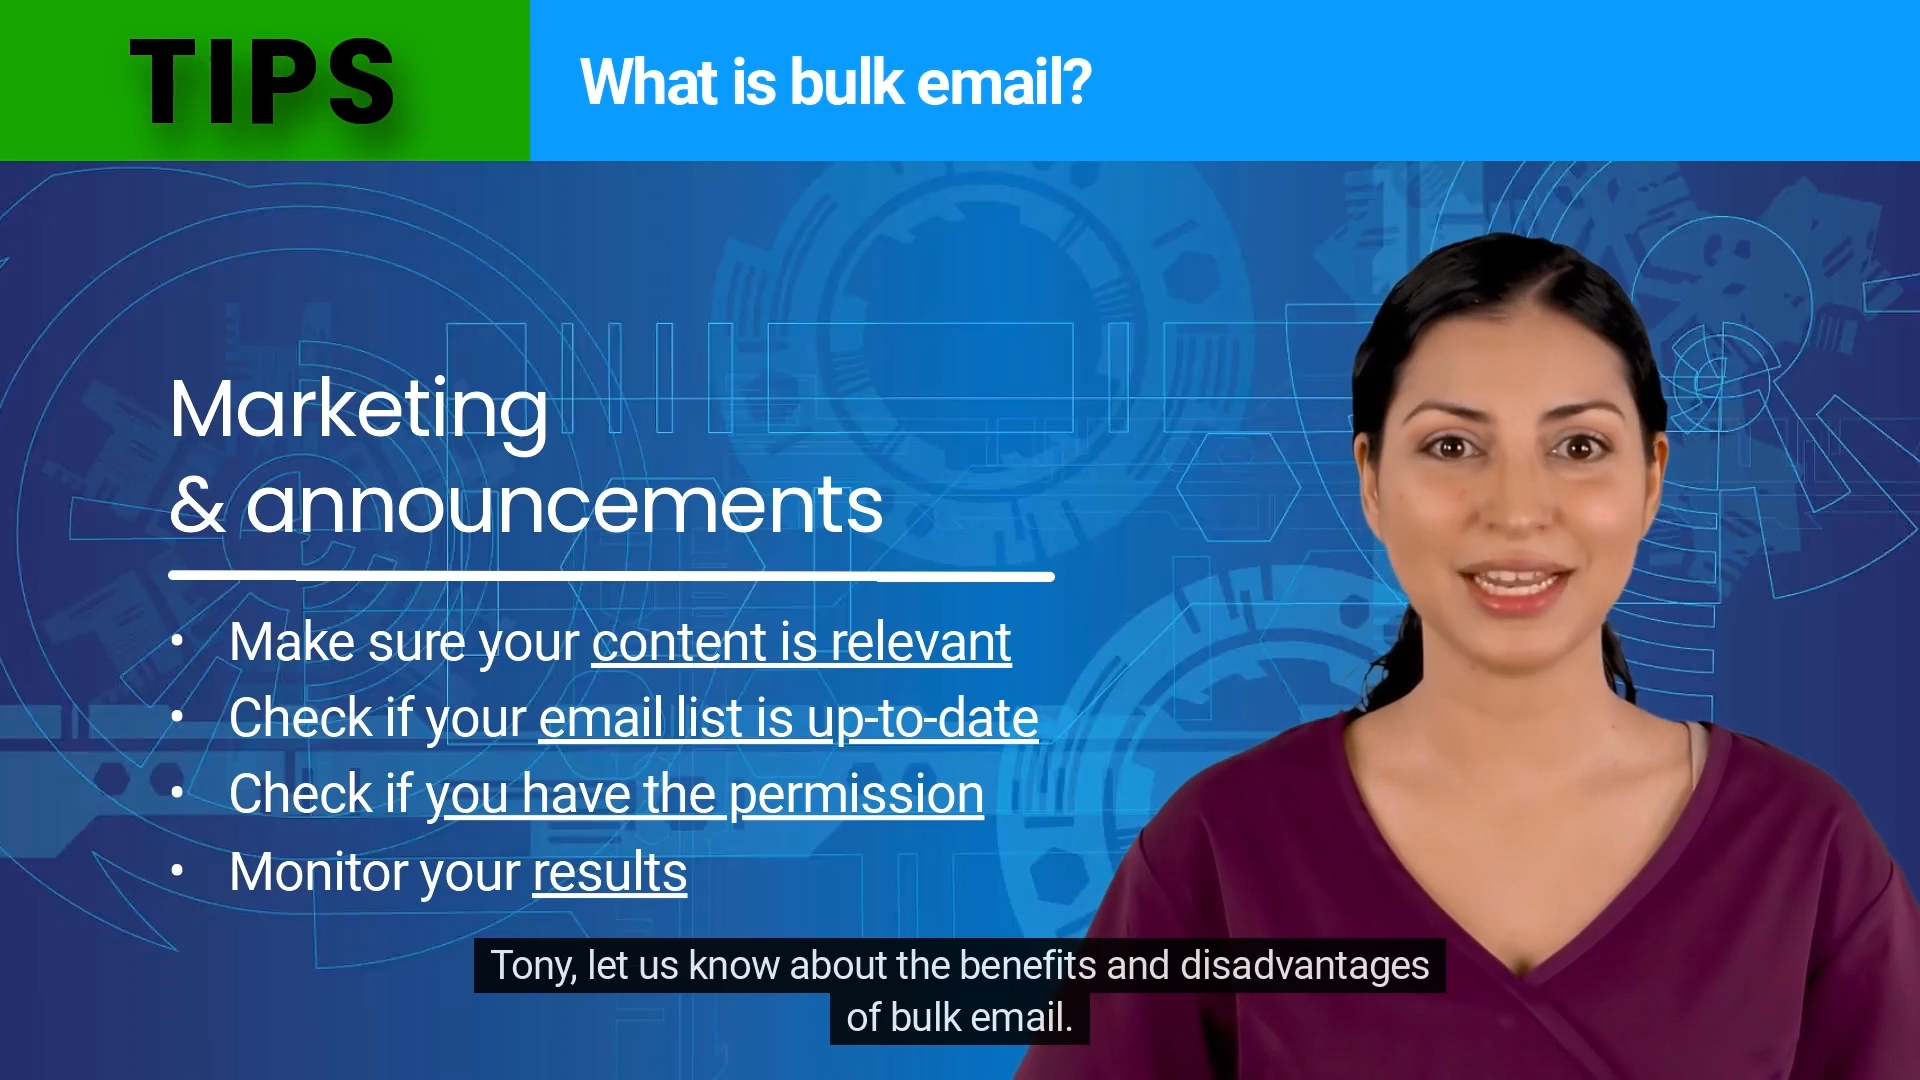 TIPS
What is bulk email?
Marketing
& announcements
• Make sure your content is relevant
• Check if your email list is up-to-date
• Check if you have the permission
• Monitor your results
Tony, let us know about the benefits and disadvantages
of bulk email.